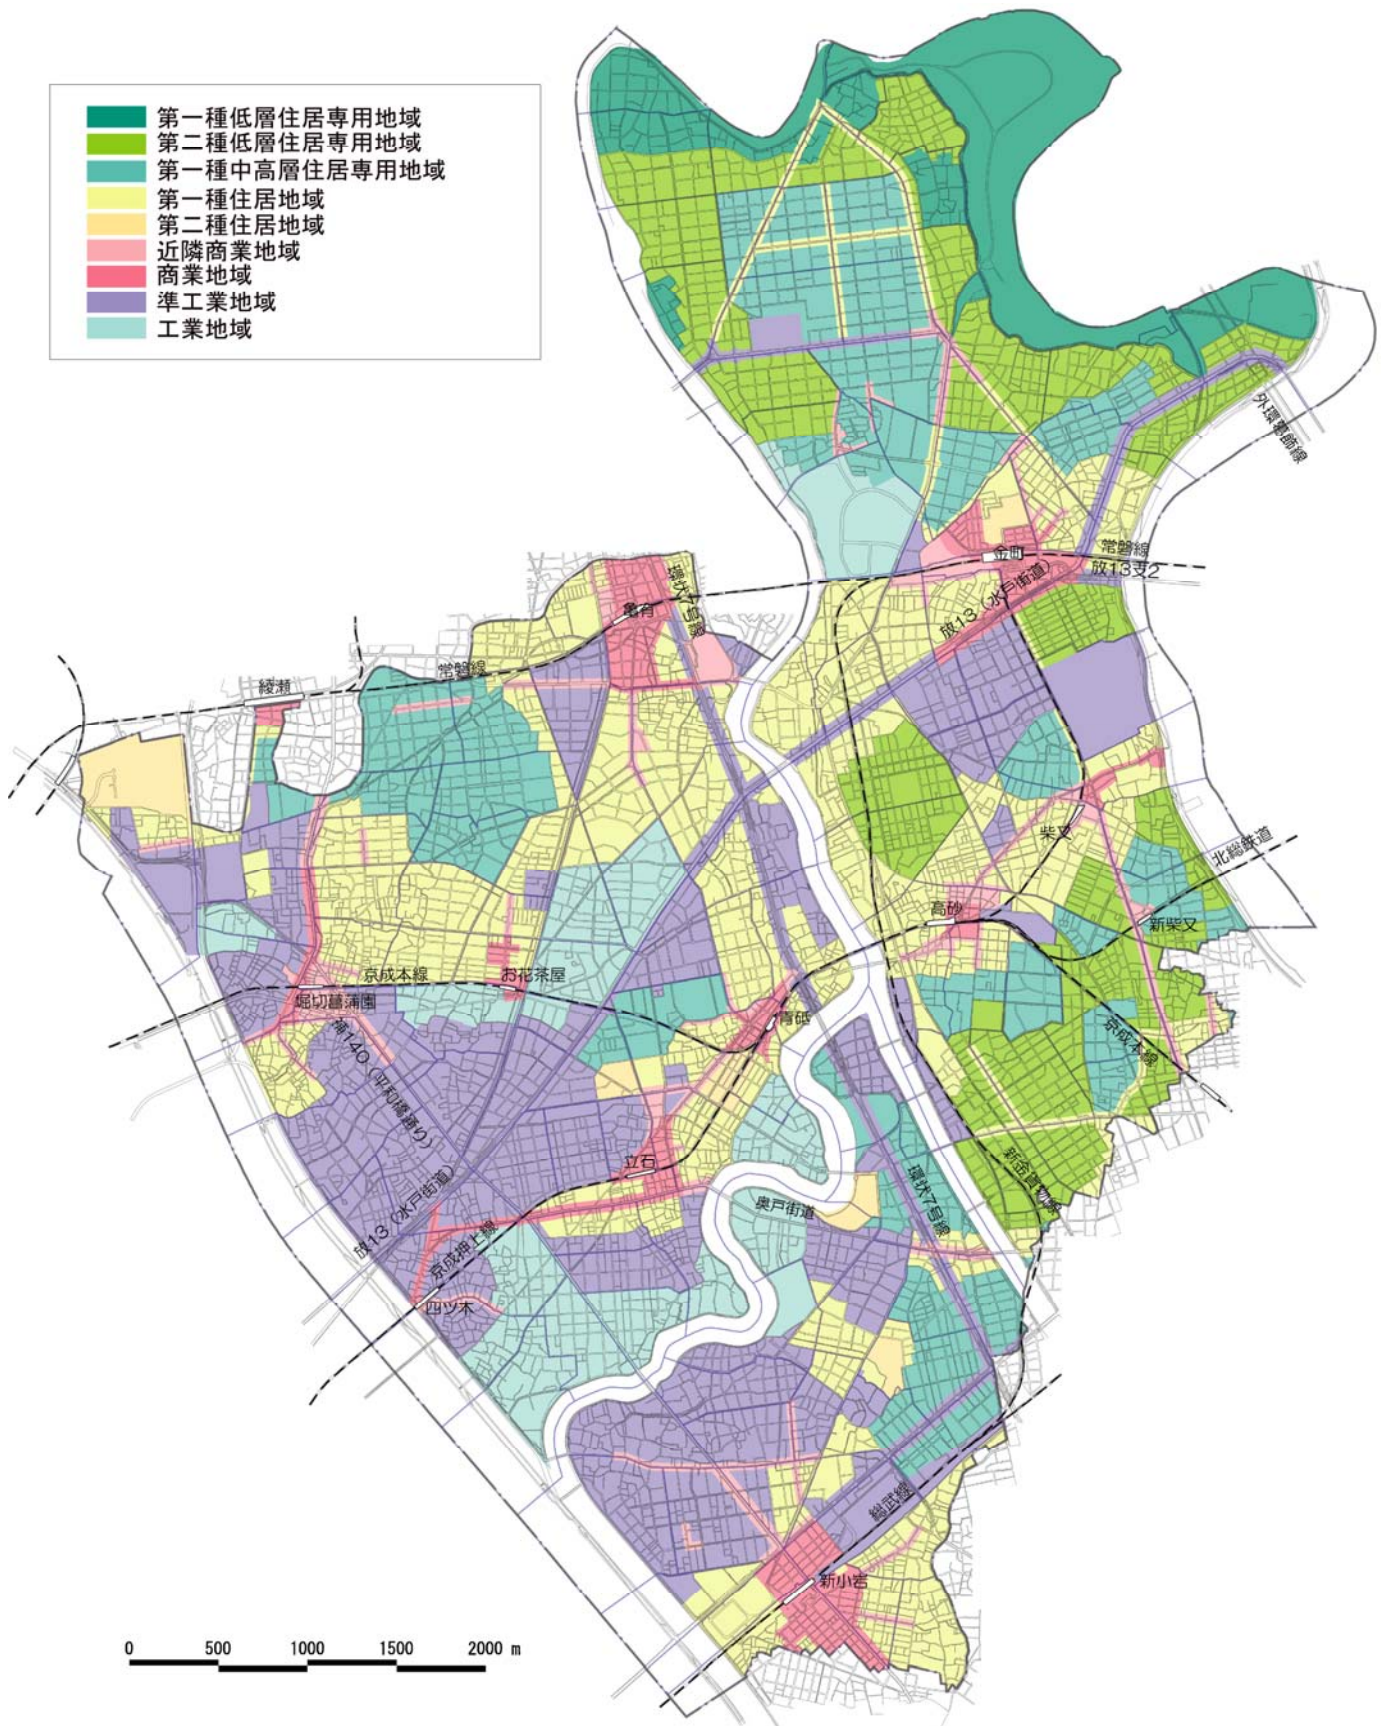 第一種低層住居専用地域
第二種低層住居専用地域
第一種中高層住居専用地域
第一種住居地域
第二種住居地域
近隣商業地域
商業地域
準工業地域
工業地域
外環葛飾線
金町
常磐線
放13支2
放13（水戸街道）
亀有
環状7号線
常磐線
綾瀬
柴又
北総鉄道
高砂
新柴又
京成本線
お花茶屋
堀切菖蒲園
青砥
補140（平和橋通り）
京成本線
立石
新金貨物線
放13（水戸街道）
奥戸街道
環状7号線
京成押上線
四ツ木
総武線
新小岩
0 500 1000 1500 2000 m